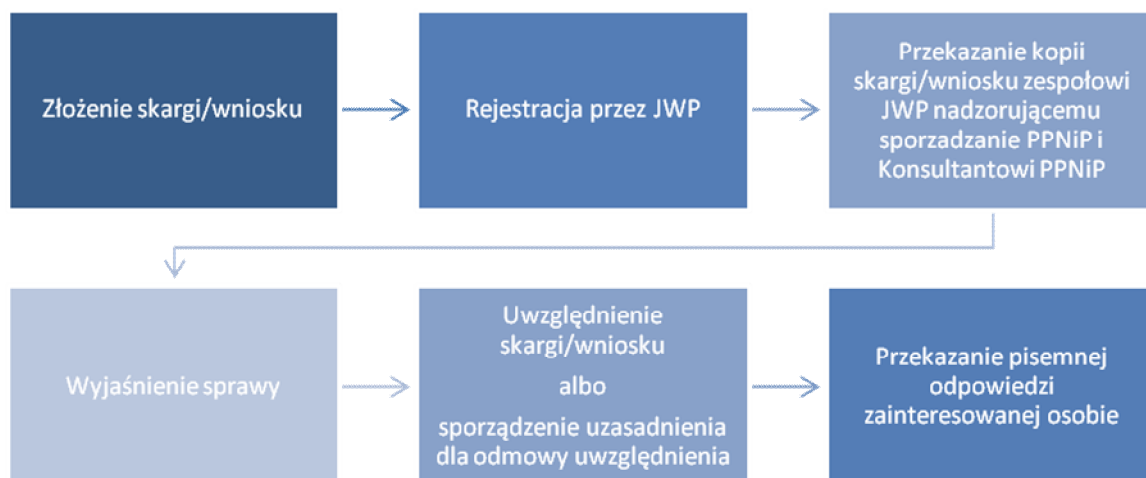 Złożenie skargi/wniosku
Rejestracja przez JWP
Przekazanie kopii
skargi/wniosku zespołowi
JWP nadzorującemu
sporzadzanie PPNiP i
Konsultantowi PPNiP
Wyjaśnienie sprawy
Uwzględnienie
skargi/wniosku
albo
sporządzenie uzasadnienia
dla odmowy uwzględnienia
Przekazanie pisemnej
odpowiedzi
zainteresowanej osobie